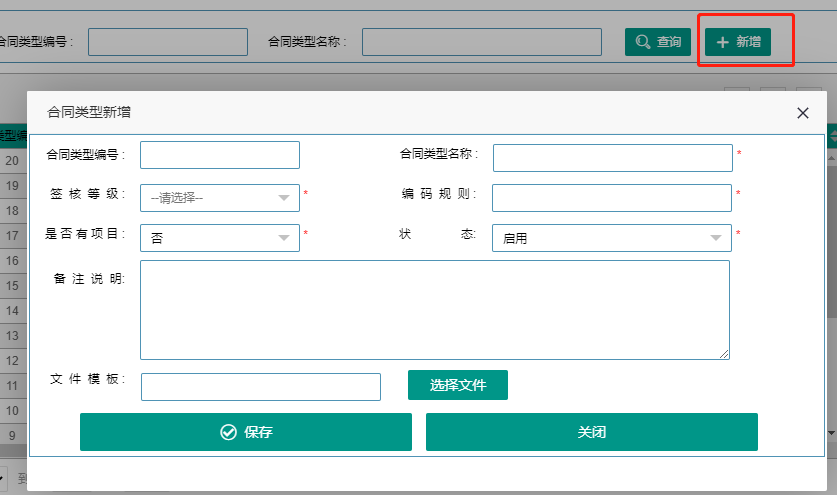 合同类型编号 :
合同类型名称 :
查询
新增
合同类型新增
类型编
20
19
18
17
16
15
14
13
12
11
10
9
合同类型编号 :
合同类型名称 : *
签核等级 : --请选择-- *
编码规则 : *
是否有项目 : 否 *
状态: 启用 *
备注说明:
文件模板 :
选择文件
保存
关闭
到